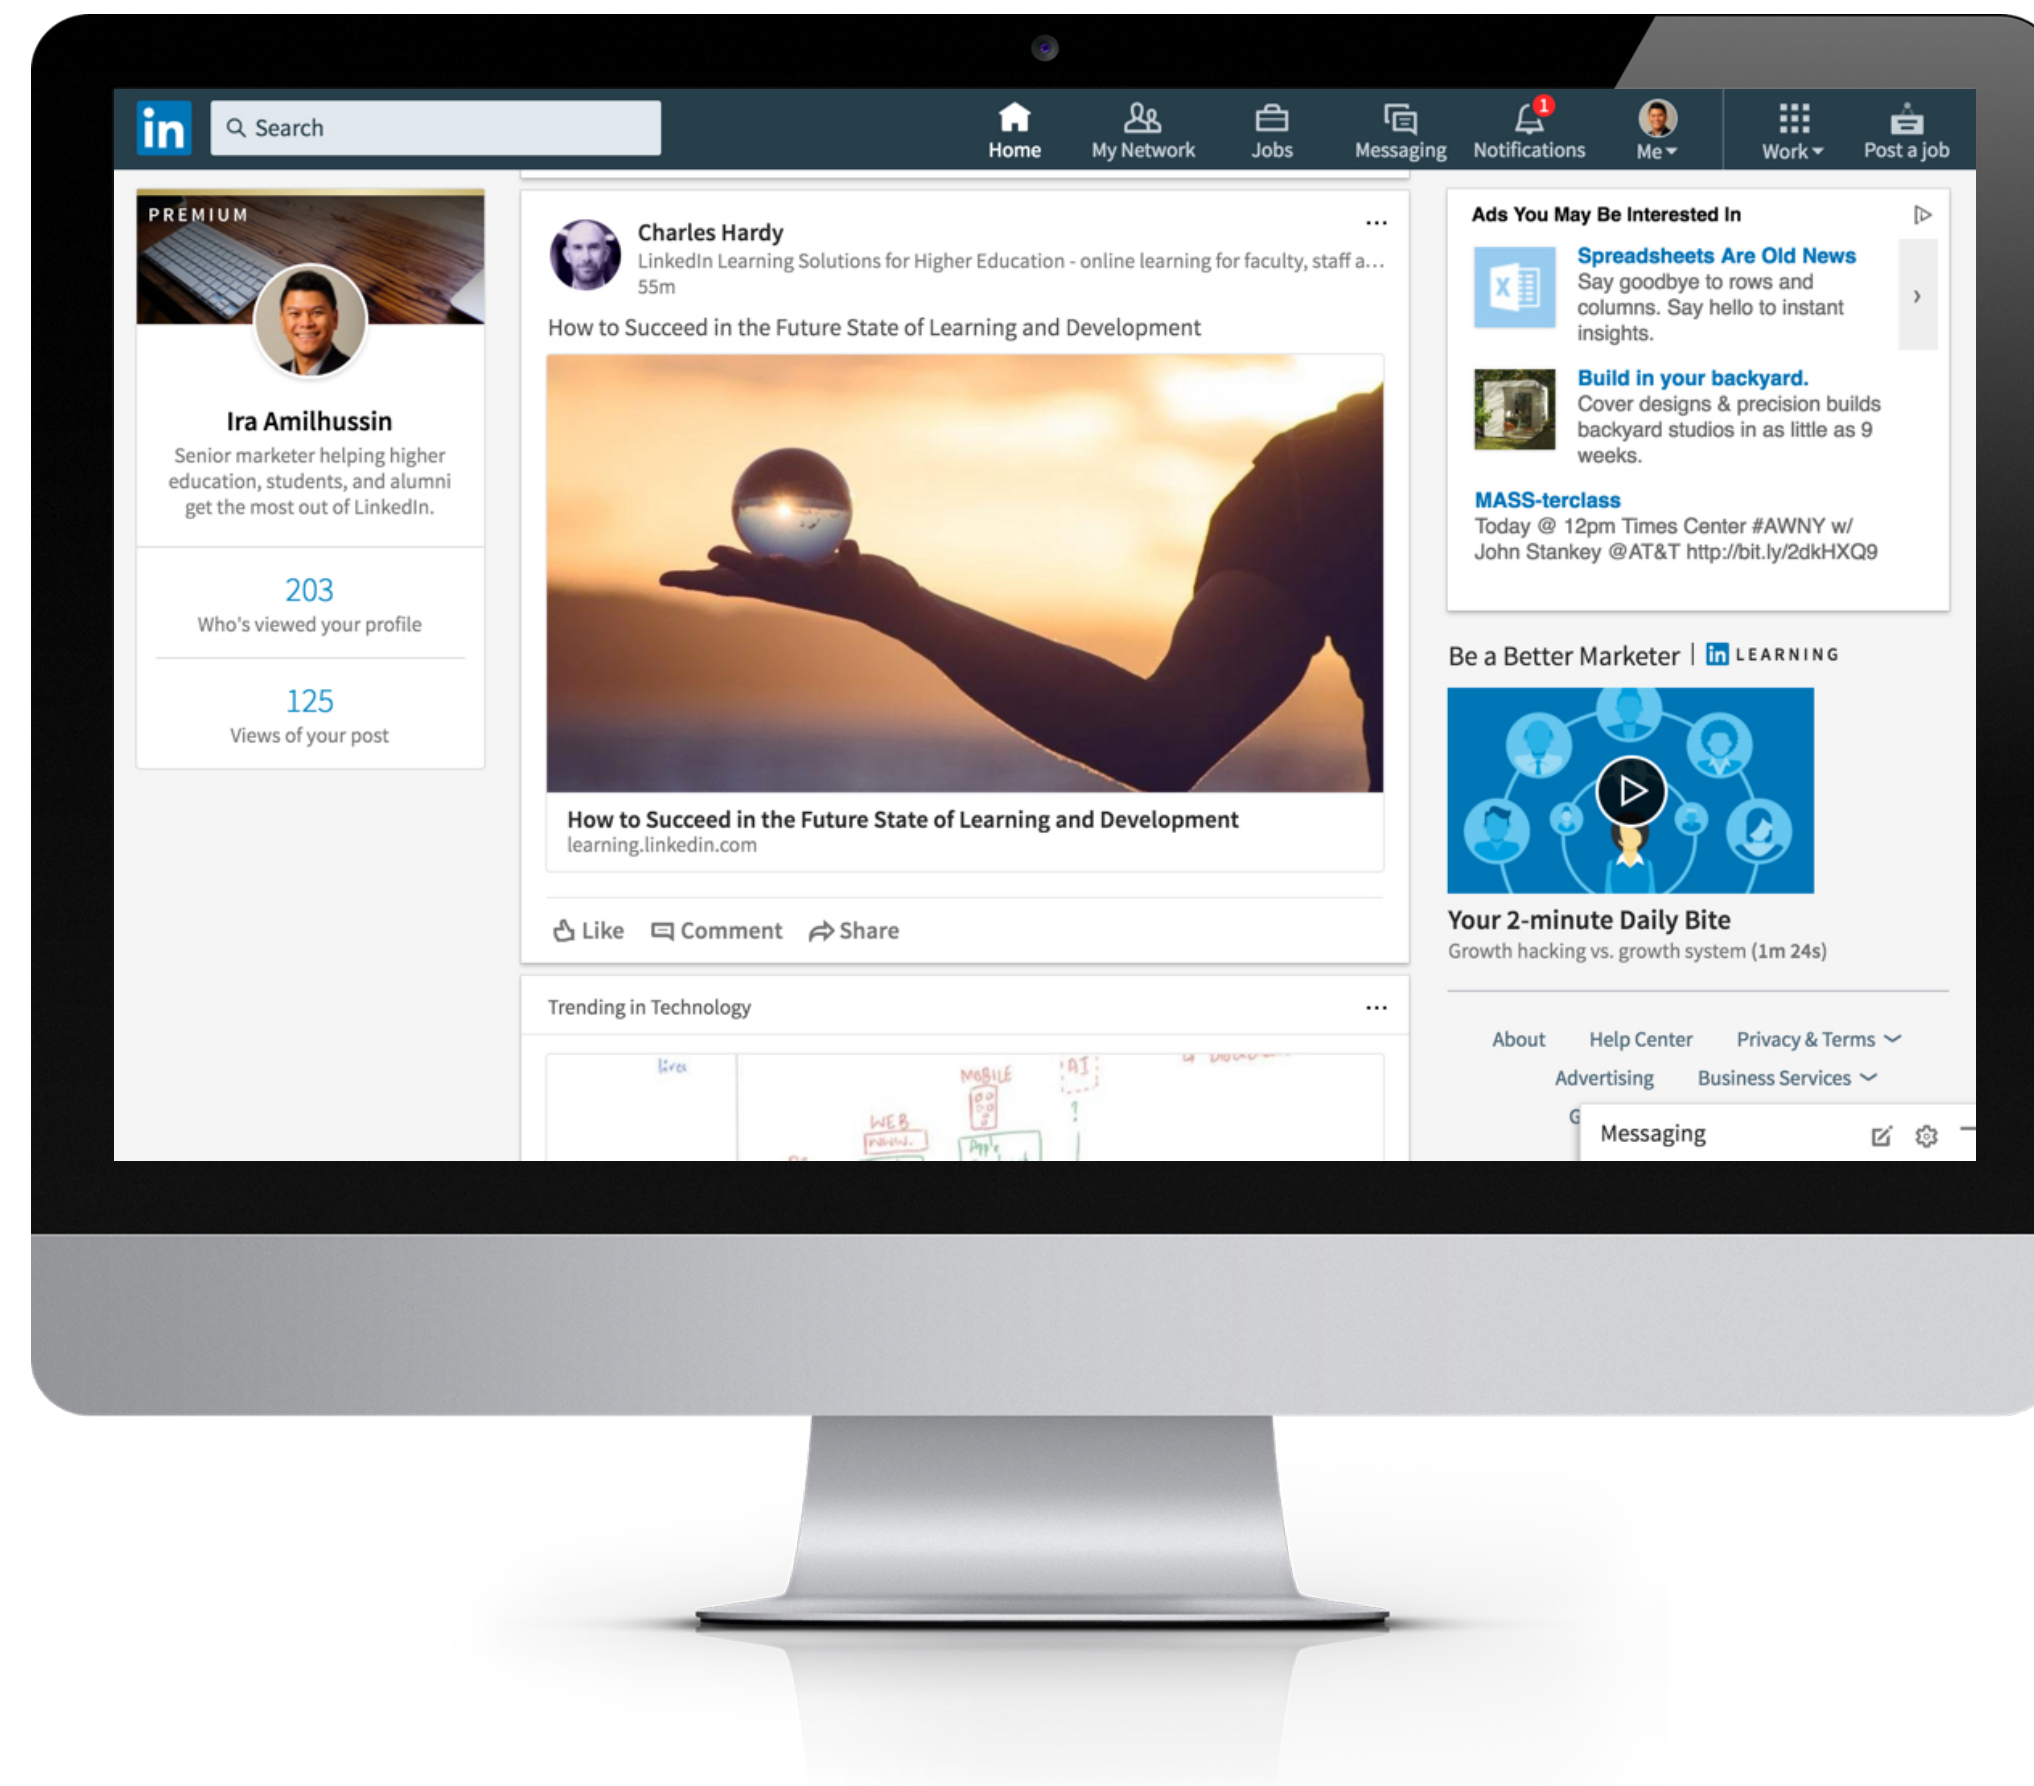 in
Search
Home
My Network
Jobs
Messaging
1
Notifications
Me
Work
Post a job
PREMIUM
Ira Amilhussin
Senior marketer helping higher
education, students, and alumni
get the most out of LinkedIn.
203
Who's viewed your profile
125
Views of your post
Charles Hardy
...
LinkedIn Learning Solutions for Higher Education - online learning for faculty, staff a...
55m
How to Succeed in the Future State of Learning and Development
How to Succeed in the Future State of Learning and Development
learning.linkedin.com
Like
Comment
Share
Trending in Technology
...
lives
MOBILE
AI
WEB
www.
Ads You May Be Interested In
Spreadsheets Are Old News
Say goodbye to rows and
columns. Say hello to instant
insights.
X
Build in your backyard.
Cover designs & precision builds
backyard studios in as little as 9
weeks.
MASS-terclass
Today @ 12pm Times Center #AWNY w/
John Stankey @AT&T http://bit.ly/2dkHXQ9
Be a Better Marketer | in LEARNING
Your 2-minute Daily Bite
Growth hacking vs. growth system (1m 24s)
About Help Center Privacy & Terms
Advertising Business Services
Messaging